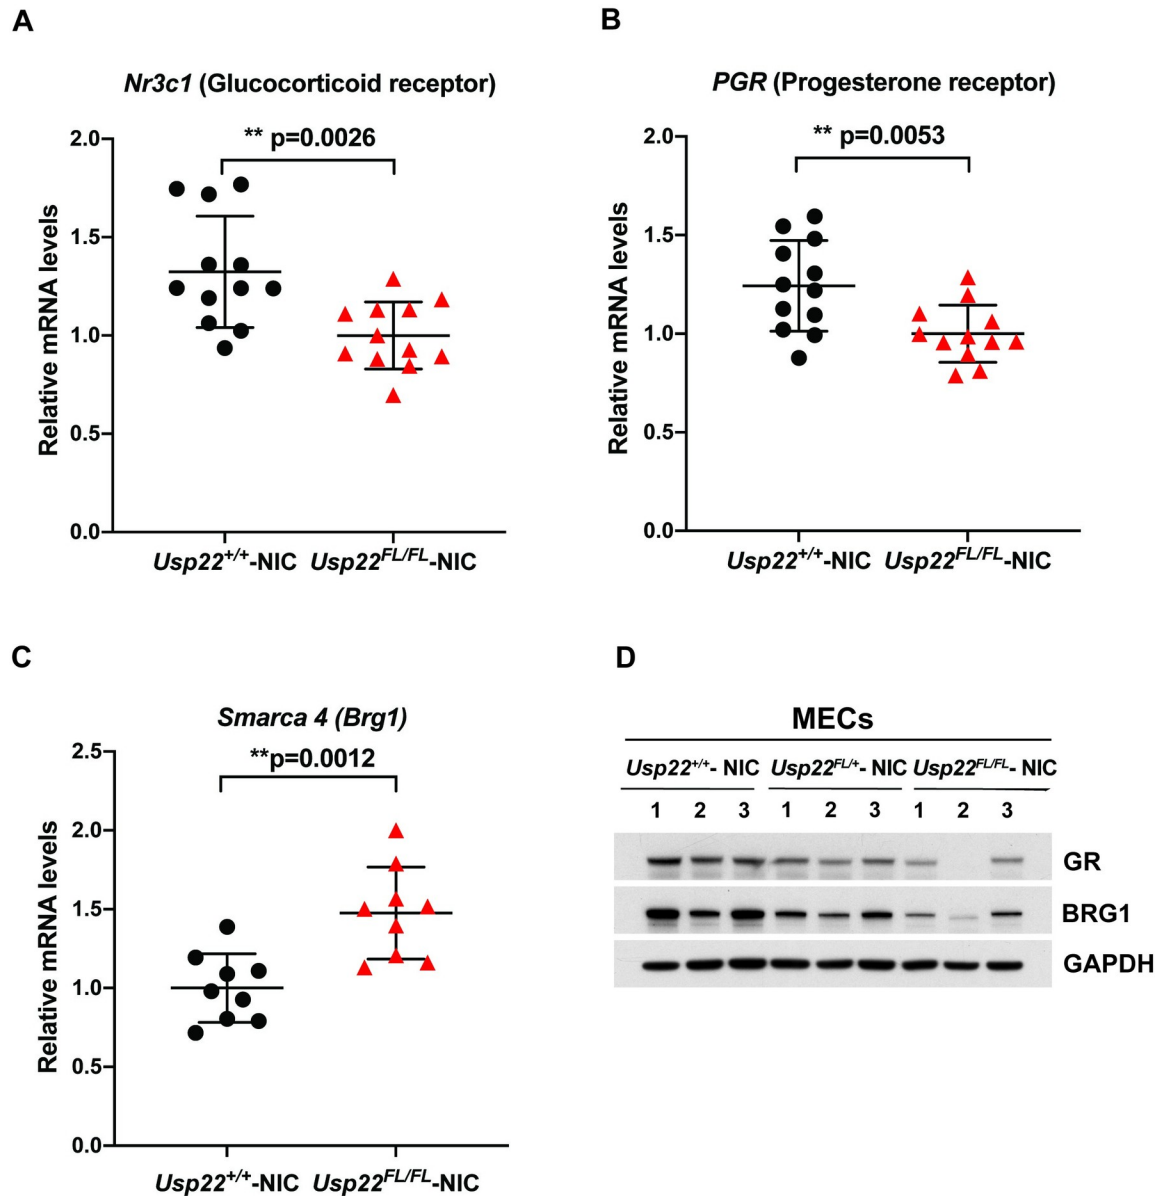 A
Nr3c1 (Glucocorticoid receptor)
** p=0.0026
2.0
1.5
1.0
0.5
0.0
Relative mRNA levels
Usp22+/+-NIC Usp22FL/FL-NIC
B
PGR (Progesterone receptor)
** p=0.0053
2.0
1.5
1.0
0.5
0.0
Relative mRNA levels
Usp22+/+-NIC Usp22FL/FL-NIC
C
Smarca 4 (Brg1)
**p=0.0012
2.5
2.0
1.5
1.0
0.5
0.0
Relative mRNA levels
Usp22+/+-NIC Usp22FL/FL-NIC
D
MECs
Usp22+/+- NIC Usp22FL/+- NIC Usp22FL/FL- NIC
1 2 3 1 2 3 1 2 3
GR
BRG1
GAPDH